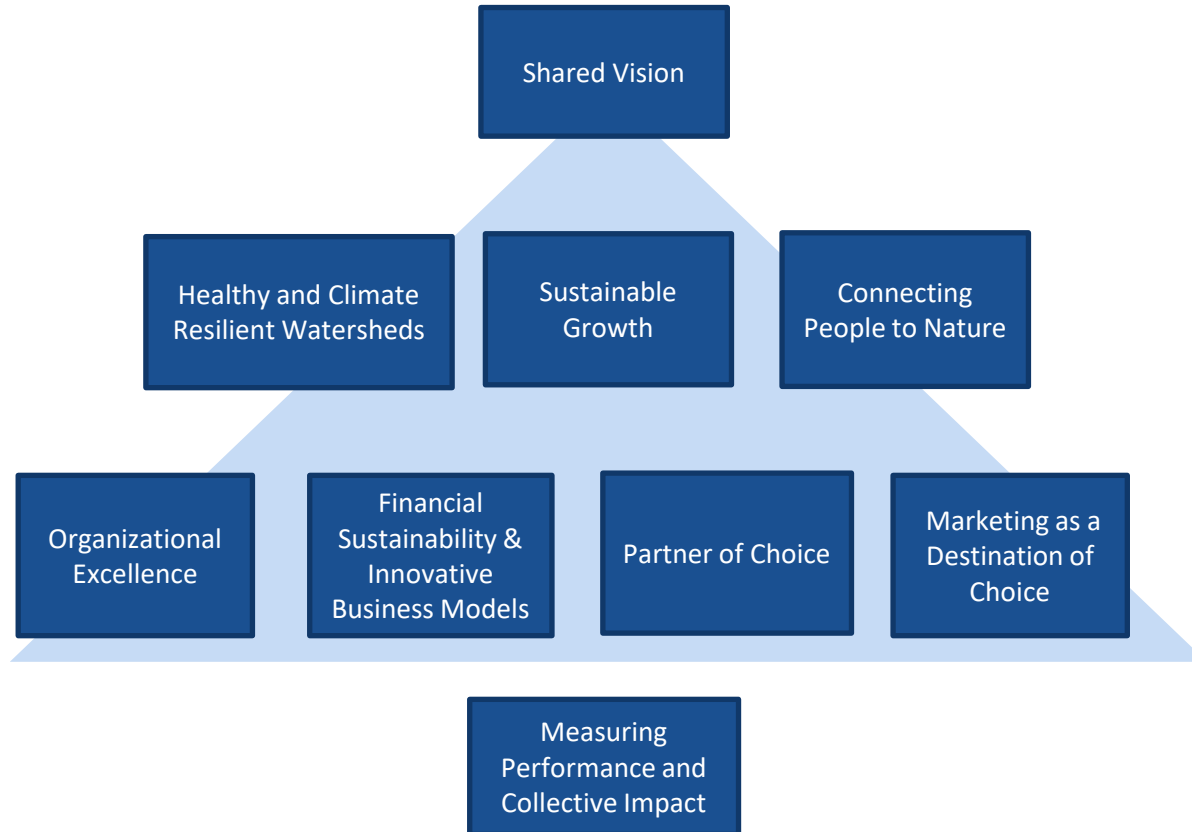 Shared Vision
Healthy and Climate
Resilient Watersheds
Sustainable
Growth
Connecting
People to Nature
Organizational
Excellence
Financial
Sustainability &
Innovative
Business Models
Partner of Choice
Marketing as a
Destination of
Choice
Measuring
Performance and
Collective Impact